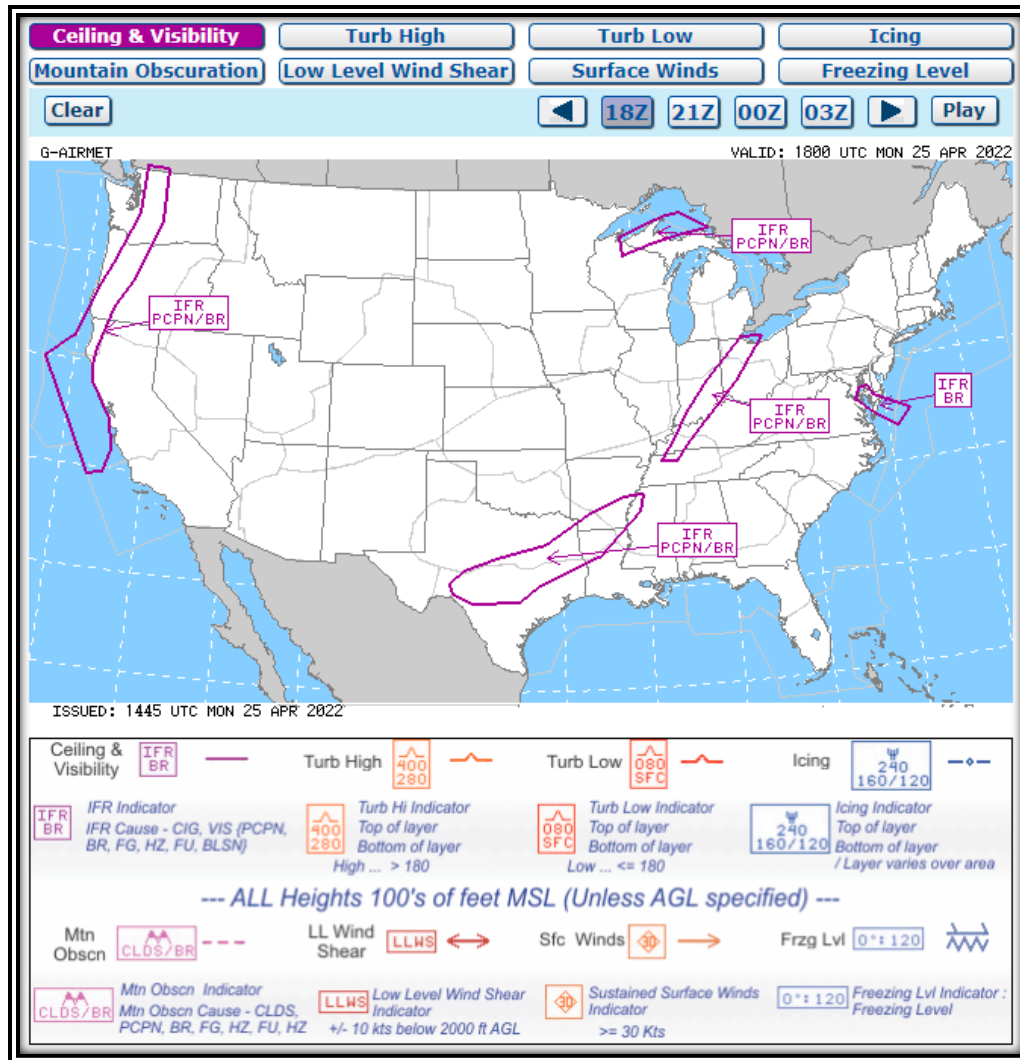 Ceiling & Visibility Turb High Turb Low Icing
Mountain Obscuration Low Level Wind Shear Surface Winds Freezing Level
Clear 18Z 21Z 00Z 03Z Play
G-AIRMET VALID: 1800 UTC MON 25 APR 2022
IFR
PCPN/BR
IFR
PCPN/BR
IFR
BR
IFR
PCPN/BR
IFR
PCPN/BR
ISSUED: 1445 UTC MON 25 APR 2022
Ceiling &
Visibility
IFR
BR
Turb High
400
280
Turb Low
080
SFC
Icing
240
160/120
IFR
BR
IFR Indicator
IFR Cause - CIG, VIS (PCPN,
BR, FG, HZ, FU, BLSN)
400
280
Turb Hi Indicator
Top of layer
Bottom of layer
High ... > 180
080
SFC
Turb Low Indicator
Top of layer
Bottom of layer
Low ... <= 180
240
160/120
Icing Indicator
Top of layer
Bottom of layer
/ Layer varies over area
--- ALL Heights 100's of feet MSL (Unless AGL specified) ---
Mtn
Obscn
CLDS/BR
LL Wind
Shear
LLWS
Sfc Winds
30
Frzg Lvl
0°: 120
CLDS/BR
Mtn Obscn Indicator
Mtn Obscn Cause - CLDS,
PCPN, BR, FG, HZ, FU, HZ
LLWS
Low Level Wind Shear
Indicator
+/- 10 kts below 2000 ft AGL
30
Sustained Surface Winds
Indicator
>= 30 Kts
0°: 120
Freezing Lvl Indicator :
Freezing Level